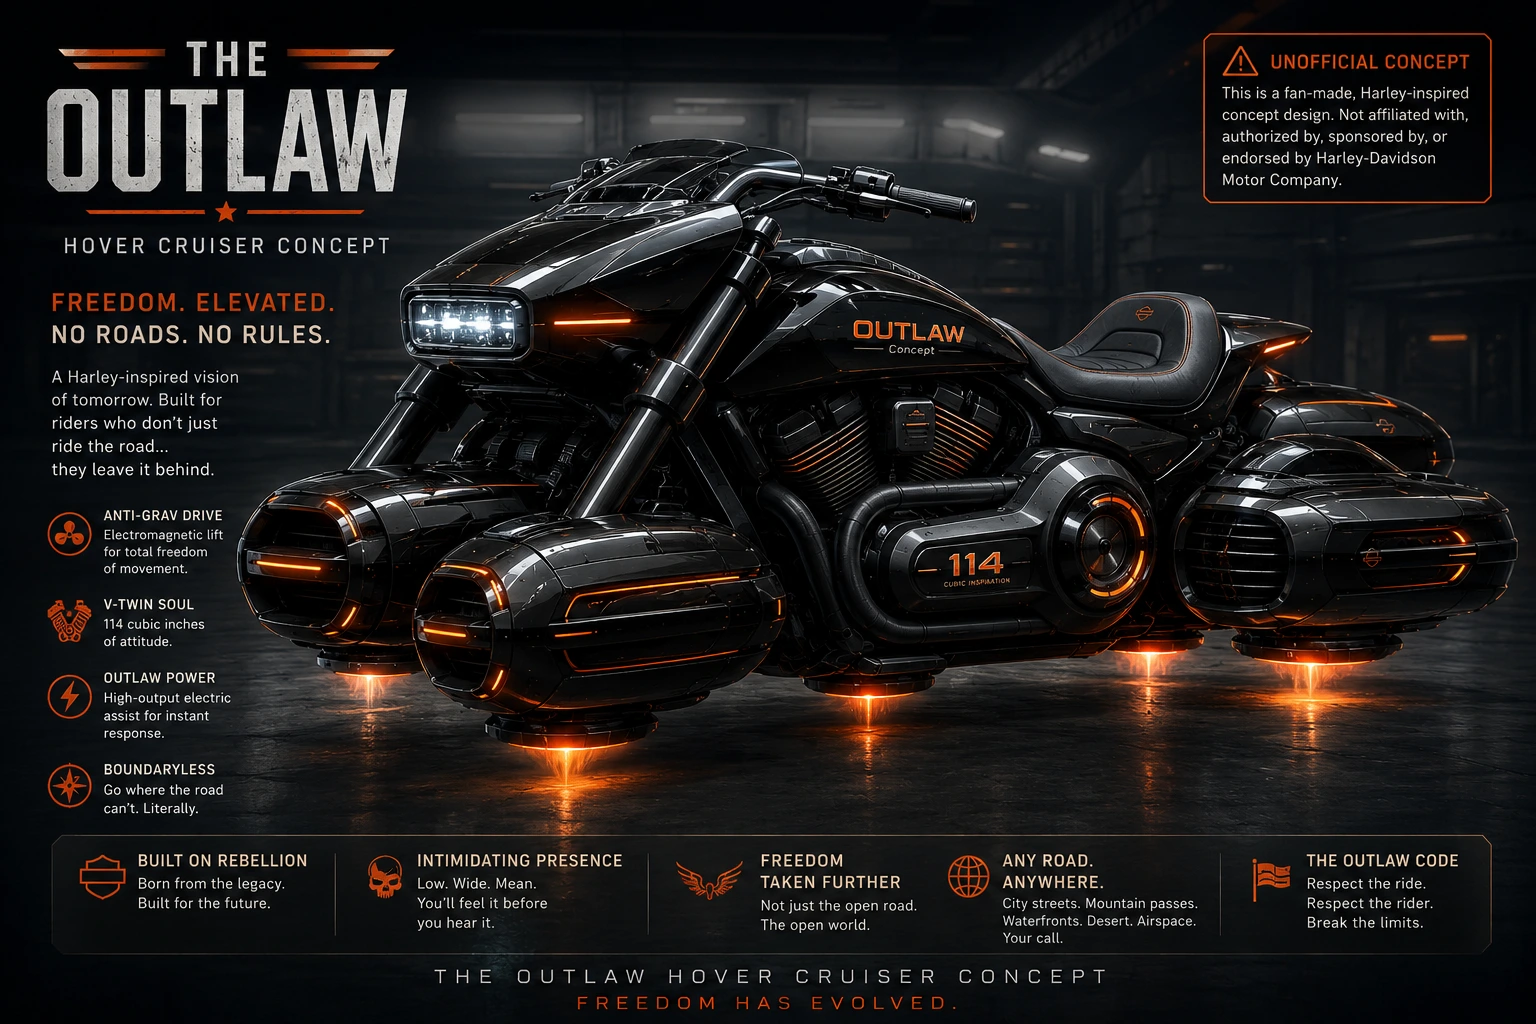 THE
OUTLAW
HOVER CRUISER CONCEPT
FREEDOM. ELEVATED.
NO ROADS. NO RULES.
A Harley-inspired vision
of tomorrow. Built for
riders who don't just
ride the road...
they leave it behind.
ANTI-GRAV DRIVE
Electromagnetic lift
for total freedom
of movement.
V-TWIN SOUL
114 cubic inches
of attitude.
OUTLAW POWER
High-output electric
assist for instant
response.
BOUNDARYLESS
Go where the road
can't. Literally.
UNOFFICIAL CONCEPT
This is a fan-made, Harley-inspired
concept design. Not affiliated with,
authorized by, sponsored by, or
endorsed by Harley-Davidson
Motor Company.
OUTLAW
Concept
114
CUBIC INSPIRATION
BUILT ON REBELLION
Born from the legacy.
Built for the future.
INTIMIDATING PRESENCE
Low. Wide. Mean.
You'll feel it before
you hear it.
FREEDOM
TAKEN FURTHER
Not just the open road.
The open world.
ANY ROAD.
ANYWHERE.
City streets. Mountain passes.
Waterfronts. Desert. Airspace.
Your call.
THE OUTLAW CODE
Respect the ride.
Respect the rider.
Break the limits.
THE OUTLAW HOVER CRUISER CONCEPT
FREEDOM HAS EVOLVED.